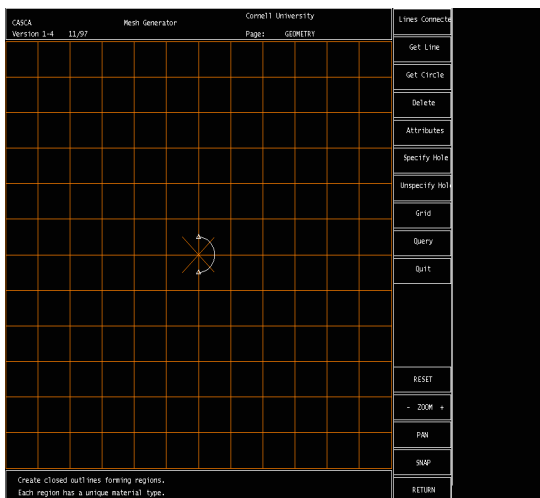 CASCA Mesh Generator Cornell University
Version 1-4 11/97 Page: GEOMETRY
Lines Connecte
Get Line
Get Circle
Delete
Attributes
Specify Hole
Unspecify Hol
Grid
Query
Quit
RESET
- ZOOM +
PAN
SNAP
RETURN
Create closed outlines forming regions.
Each region has a unique material type.